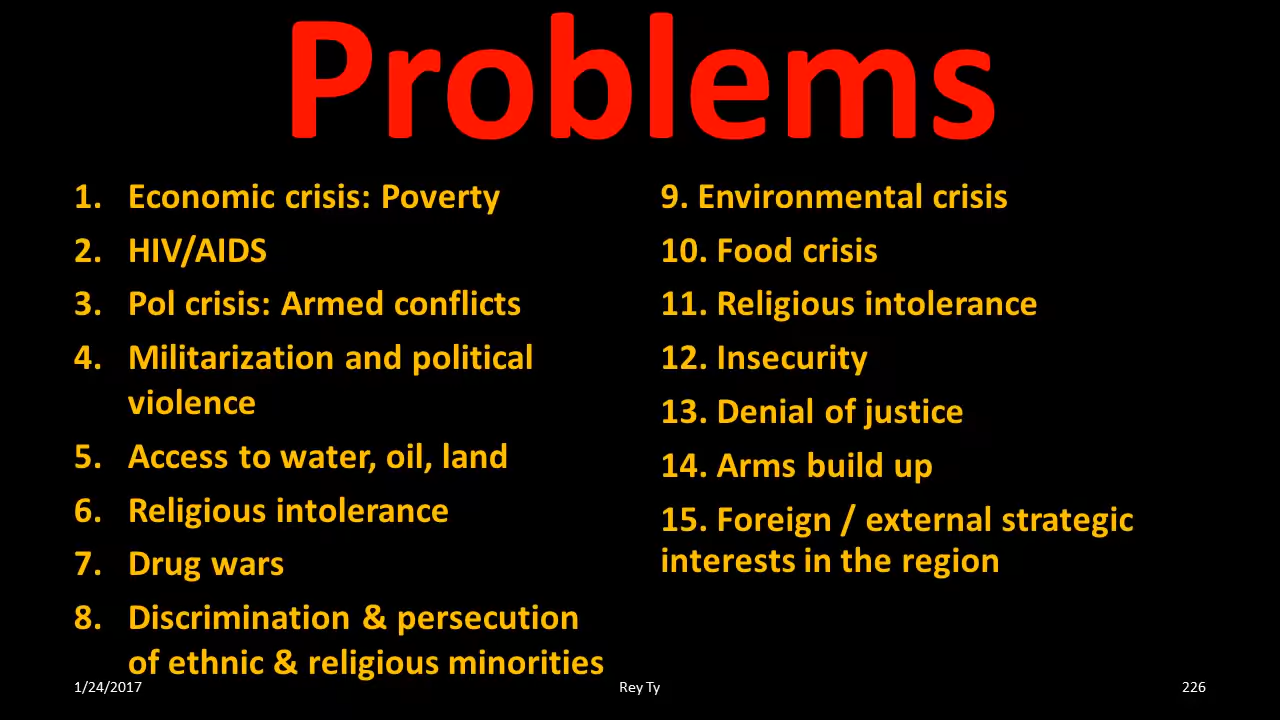 Problems
1. Economic crisis: Poverty
2. HIV/AIDS
3. Pol crisis: Armed conflicts
4. Militarization and political
violence
5. Access to water, oil, land
6. Religious intolerance
7. Drug wars
8. Discrimination & persecution
of ethnic & religious minorities
9. Environmental crisis
10. Food crisis
11. Religious intolerance
12. Insecurity
13. Denial of justice
14. Arms build up
15. Foreign / external strategic
interests in the region
1/24/2017
Rey Ty
226